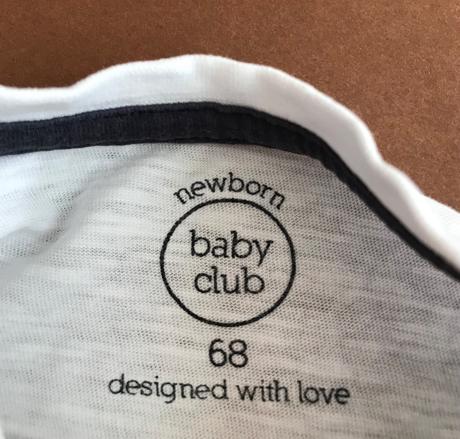 newborn
baby
club
68
designed with love